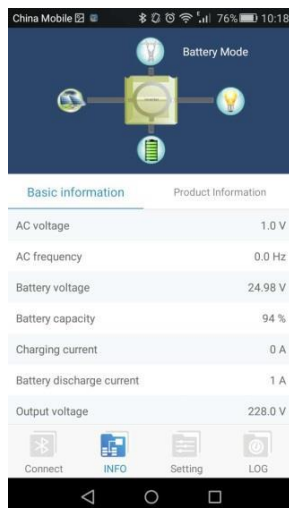 China Mobile 76% 10:18
Battery Mode
Basic information Product Information
AC voltage 1.0 V
AC frequency 0.0 Hz
Battery voltage 24.98 V
Battery capacity 94 %
Charging current 0 A
Battery discharge current 1 A
Output voltage 228.0 V
Connect INFO Setting LOG